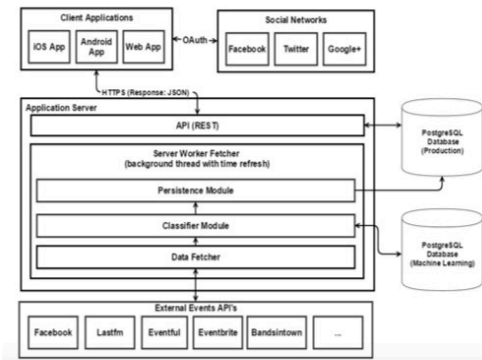 Client Applications
iOS App
Android
App
Web App
OAuth
Social Networks
Facebook
Twitter
Google+
HTTPS (Response: JSON)
Application Server
API (REST)
PostgreSQL
Database
(Production)
Server Worker Fetcher
(background thread with time refresh)
Persistence Module
Classifier Module
Data Fetcher
PostgreSQL
Database
(Machine Learning)
External Events API's
Facebook
Lastfm
Eventful
Eventbrite
Bandsintown
...